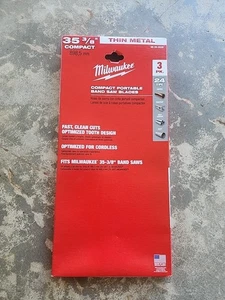 35 3/8"
COMPACT
THIN METAL
Milwaukee
COMPACT PORTABLE
BAND SAW BLADES
3
PK.
24
FAST, CLEAN CUTS
OPTIMIZED TOOTH DESIGN
OPTIMIZED FOR CORDLESS
FITS MILWAUKEE 35-3/8" BAND SAWS